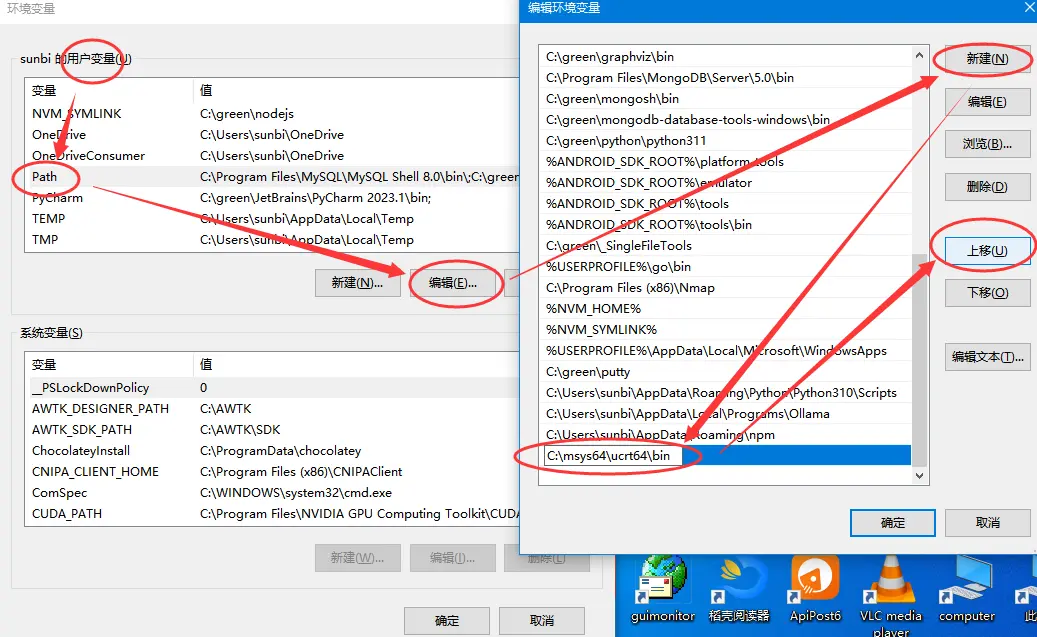 环境变量
sunbi 的用户变量(U)
变量 值
NVM_SYMLINK C:\green\nodejs
OneDrive C:\Users\sunbi\OneDrive
OneDriveConsumer C:\Users\sunbi\OneDrive
Path C:\Program Files\MySQL\MySQL Shell 8.0\bin\;C:\green
PyCharm C:\green\JetBrains\PyCharm 2023.1\bin;
TEMP C:\Users\sunbi\AppData\Local\Temp
TMP C:\Users\sunbi\AppData\Local\Temp
新建(N)... 编辑(E)...
系统变量(S)
变量 值
__PSLockDownPolicy 0
AWTK_DESIGNER_PATH C:\AWTK
AWTK_SDK_PATH C:\AWTK\SDK
ChocolateyInstall C:\ProgramData\chocolatey
CNIPA_CLIENT_HOME C:\Program Files (x86)\CNIPAClient
ComSpec C:\WINDOWS\system32\cmd.exe
CUDA_PATH C:\Program Files\NVIDIA GPU Computing Toolkit\CUDA
新建(W)... 编辑(I)... 删除(L)
确定 取消
编辑环境变量
C:\green\graphviz\bin
C:\Program Files\MongoDB\Server\5.0\bin
C:\green\mongosh\bin
C:\green\mongodb-database-tools-windows\bin
C:\green\python\python311
%ANDROID_SDK_ROOT%\platform-tools
%ANDROID_SDK_ROOT%\emulator
%ANDROID_SDK_ROOT%\tools
%ANDROID_SDK_ROOT%\tools\bin
C:\green\_SingleFileTools
%USERPROFILE%\go\bin
C:\Program Files (x86)\Nmap
%NVM_HOME%
%NVM_SYMLINK%
%USERPROFILE%\AppData\Local\Microsoft\WindowsApps
C:\green\putty
C:\Users\sunbi\AppData\Roaming\Python\Python310\Scripts
C:\Users\sunbi\AppData\Local\Programs\Ollama
C:\Users\sunbi\AppData\Roaming\npm
C:\msys64\ucrt64\bin
新建(N)
编辑(E)
浏览(B)...
删除(D)
上移(U)
下移(O)
编辑文本(T)...
确定 取消
guimonitor 稻壳阅读器 ApiPost6 VLC media computer 此
player